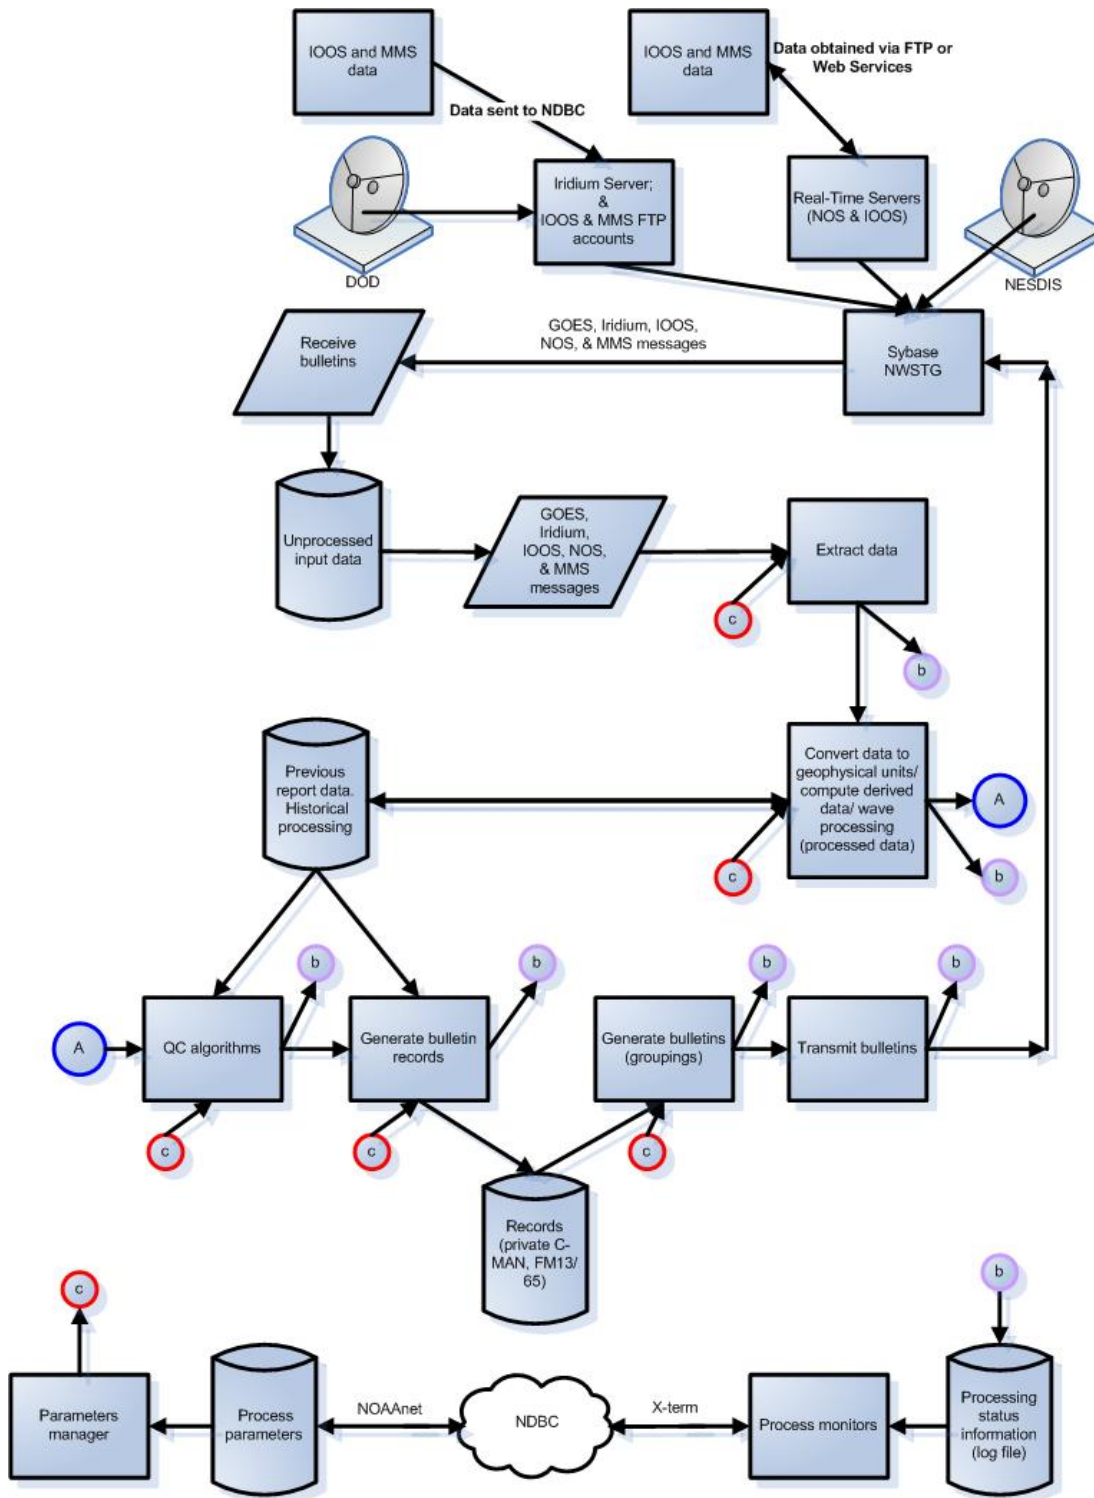 IOOS and MMS
data
IOOS and MMS
data
Data obtained via FTP or
Web Services
Data sent to NDBC
Iridium Server;
&
IOOS & MMS FTP
accounts
Real-Time Servers
(NOS & IOOS)
DOD
NESDIS
Receive
bulletins
GOES, Iridium, IOOS,
NOS, & MMS messages
Sybase
NWSTG
Unprocessed
input data
GOES,
Iridium,
IOOS, NOS,
& MMS
messages
Extract data
c
b
Previous
report data.
Historical
processing
Convert data to
geophysical units/
compute derived
data/ wave
processing
(processed data)
A
c
b
b
b
b
b
A
QC algorithms
Generate bulletin
records
Generate bulletins
(groupings)
Transmit bulletins
c
c
c
Records
(private C-
MAN, FM13/
65)
c
b
Parameters
manager
Process
parameters
NOAAnet
NDBC
X-term
Process monitors
Processing
status
information
(log file)